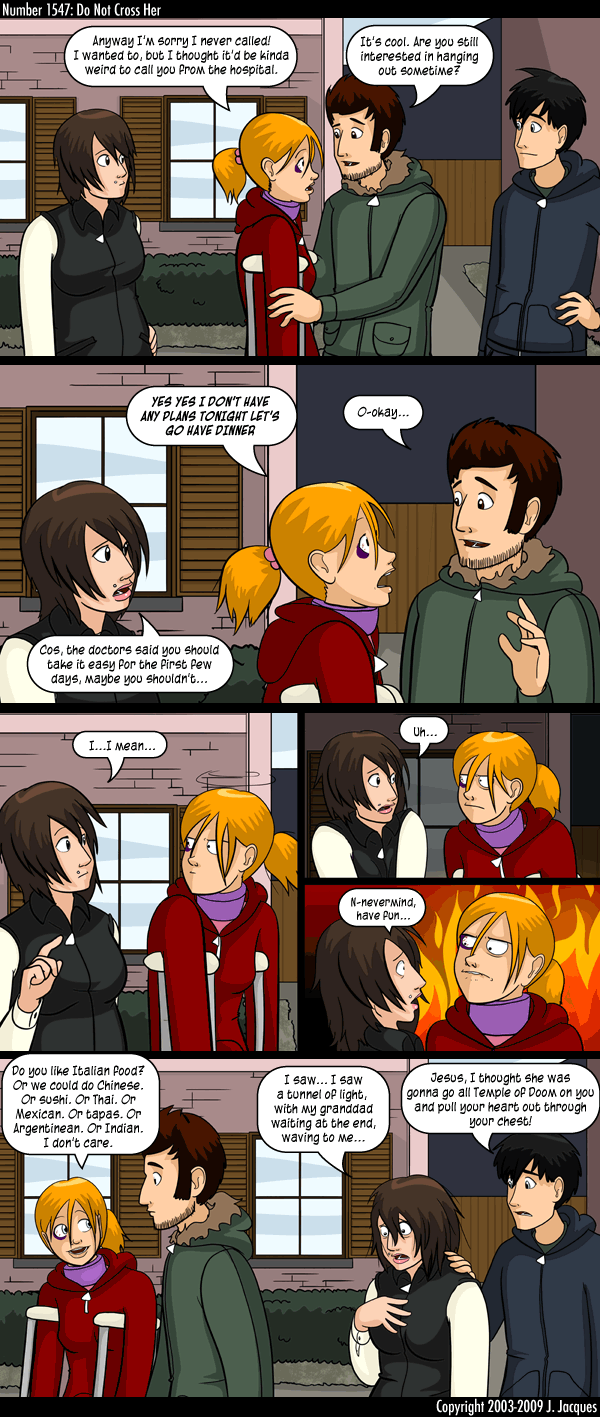 Number 1547: Do Not Cross Her
Anyway I'm sorry I never called!
I wanted to, but I thought it'd be kinda
weird to call you from the hospital.
It's cool. Are you still
interested in hanging
out sometime?
YES YES I DON'T HAVE
ANY PLANS TONIGHT LET'S
GO HAVE DINNER
O-okay...
Cos, the doctors said you should
take it easy for the first few
days, maybe you shouldn't...
I...I mean...
Uh...
N-nevermind,
have fun...
Do you like Italian food?
Or we could do Chinese.
Or sushi. Or Thai. Or
Mexican. Or tapas. Or
Argentinean. Or Indian.
I don't care.
I saw... I saw
a tunnel of light,
with my granddad
waiting at the end,
waving to me...
Jesus, I thought she was
gonna go all Temple of Doom on you
and pull your heart out through
your chest!
Copyright 2003-2009 J. Jacques